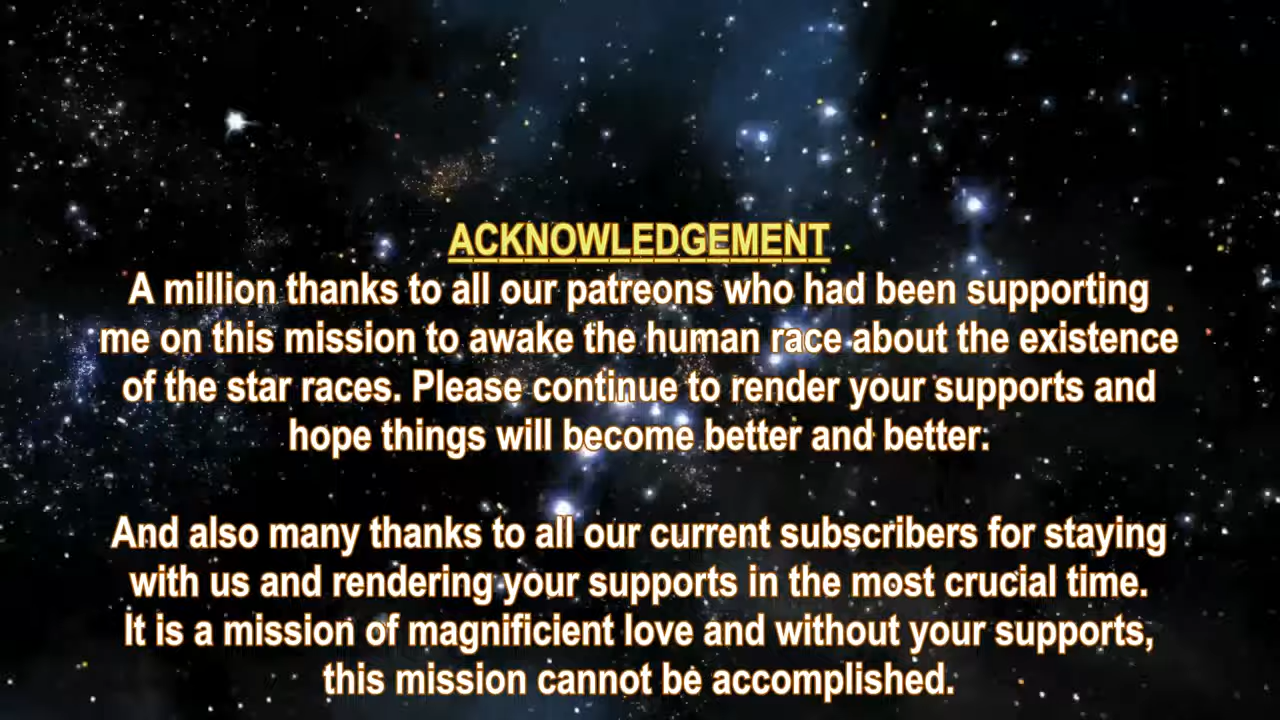 ACKNOWLEDGEMENT
A million thanks to all our patreons who had been supporting
me on this mission to awake the human race about the existence
of the star races. Please continue to render your supports and
hope things will become better and better.
And also many thanks to all our current subscribers for staying
with us and rendering your supports in the most crucial time.
It is a mission of magnificient love and without your supports,
this mission cannot be accomplished.